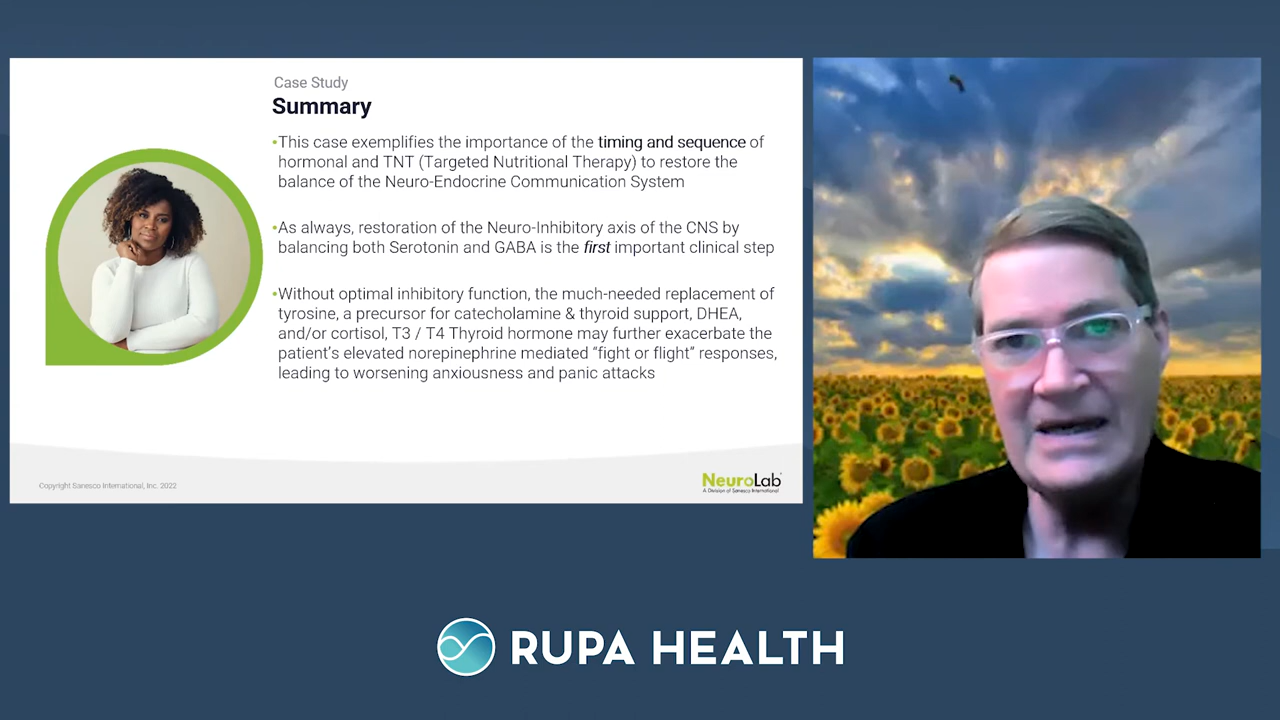 Case Study
Summary
•This case exemplifies the importance of the timing and sequence of
hormonal and TNT (Targeted Nutritional Therapy) to restore the
balance of the Neuro-Endocrine Communication System
•As always, restoration of the Neuro-Inhibitory axis of the CNS by
balancing both Serotonin and GABA is the first important clinical step
•Without optimal inhibitory function, the much-needed replacement of
tyrosine, a precursor for catecholamine & thyroid support, DHEA,
and/or cortisol, T3 / T4 Thyroid hormone may further exacerbate the
patient’s elevated norepinephrine mediated “fight or flight” responses,
leading to worsening anxiousness and panic attacks
Copyright Sanesco International, Inc. 2022
NeuroLab
A Division of Sanesco International
RUPA HEALTH